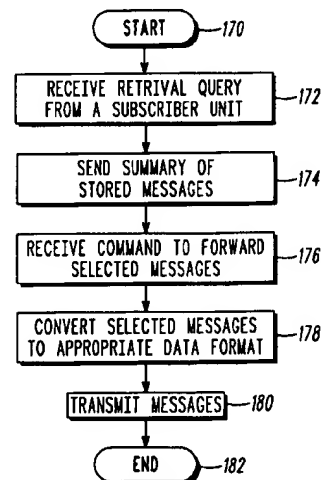 START
170
RECEIVE RETRIVAL QUERY
FROM A SUBSCRIBER UNIT
172
SEND SUMMARY OF
STORED MESSAGES
174
RECEIVE COMMAND TO FORWARD
SELECTED MESSAGES
176
CONVERT SELECTED MESSAGES
TO APPROPRIATE DATA FORMAT
178
TRANSMIT MESSAGES
180
END
182